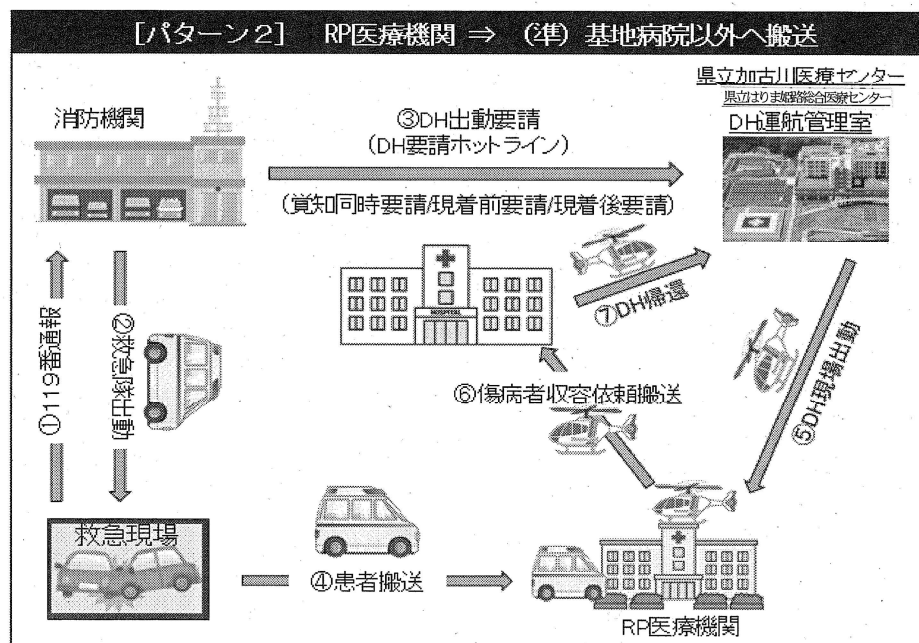 ［パターン２］ RP医療機関 ⇒ （準）基地病院以外へ搬送
県立加古川医療センター
県立はりま姫路総合医療センター
DH運航管理室
消防機関
③DH出動要請
(DH要請ホットライン)
(覚知同時要請/現着前要請/現着後要請)
①119番通報
②救急隊出動
HOSPITAL
⑦DH帰還
⑥傷病者収容依頼搬送
⑤DH現場出動
救急現場
④患者搬送
RP医療機関